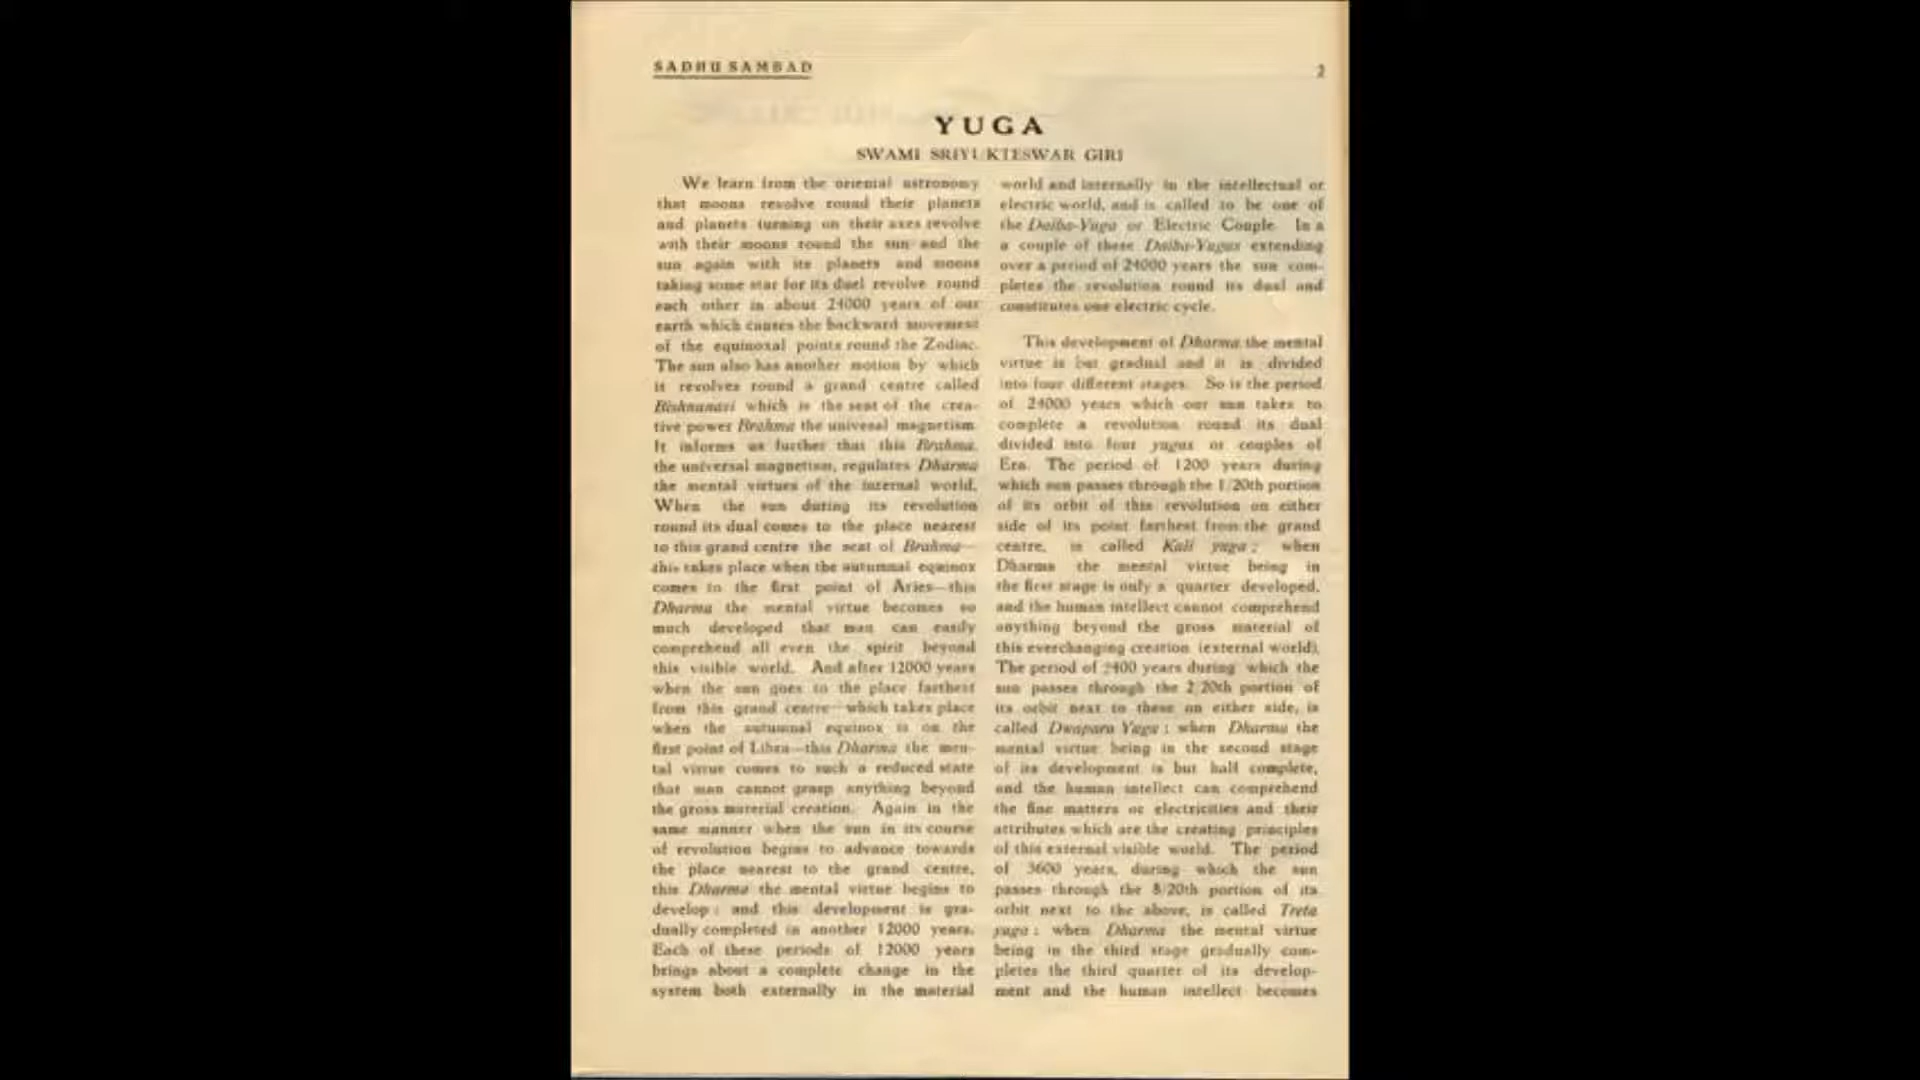 SADHU SAMBAD
2
YUGA
SWAMI SRIYUKTESWAR GIRI
We learn from the oriental astronomy
that moons revolve round their planets
and planets turning on their axes revolve
with their moons round the sun and the
sun again with its planets and moons
taking some star for its duel revolve round
each other in about 24000 years of our
earth which causes the backward movement
of the equinoxal points round the Zodiac.
The sun also has another motion by which
it revolves round a grand centre called
Bishnunavi which is the seat of the crea-
tive power Brahma the univesal magnetism
It informs us further that this Brahma,
the universal magnetism, regulates Dharma
the mental virtues of the internal world.
When the sun during its revolution
round its dual comes to the place nearest
to this grand centre the seat of Brahma—
this takes place when the autumnal equinox
comes to the first point of Aries—this
Dharma the mental virtue becomes so
much developed that man can easily
comprehend all even the spirit beyond
this visible world. And after 12000 years
when the sun goes to the place farthest
from this grand centre—which takes place
when the autumnal equinox is on the
first point of Libra—this Dharma the men-
tal virtue comes to such a reduced state
that man cannot grasp anything beyond
the gross material creation. Again in the
same manner when the sun in its course
of revolution begins to advance towards
the place nearest to the grand centre,
this Dharma the mental virtue begins to
develop ; and this development is gra-
dually completed in another 12000 years.
Each of these periods of 12000 years
brings about a complete change in the
system both externally in the material
world and internally in the intellectual or
electric world, and is called to be one of
the Daiba-Yuga or Electric Couple. In a
a couple of these Daiba-Yugas extending
over a period of 24000 years the sun com-
pletes the revolution round its dual and
constitutes one electric cycle.
This development of Dharma the mental
virtue is but gradual and it is divided
into four different stages. So is the period
of 24000 years which our sun takes to
complete a revolution round its dual
divided into four yugas or couples of
Era. The period of 1200 years during
which sun passes through the 1/20th portion
of its orbit of this revolution on either
side of its point farthest from the grand
centre, is called Kali yuga ; when
Dharma the mental virtue being in
the first stage is only a quarter developed,
and the human intellect cannot comprehend
anything beyond the gross material of
this everchanging creation (external world).
The period of 2400 years during which the
sun passes through the 2/20th portion of
its orbit next to these on either side, is
called Dwapara Yuga ; when Dharma the
mental virtue being in the second stage
of its development is but half complete,
and the human intellect can comprehend
the fine matters or electricities and their
attributes which are the creating principles
of this external visible world. The period
of 3600 years, during which the sun
passes through the 3/20th portion of its
orbit next to the above, is called Treta
yuga ; when Dharma the mental virtue
being in the third stage gradually com-
pletes the third quarter of its develop-
ment and the human intellect becomes